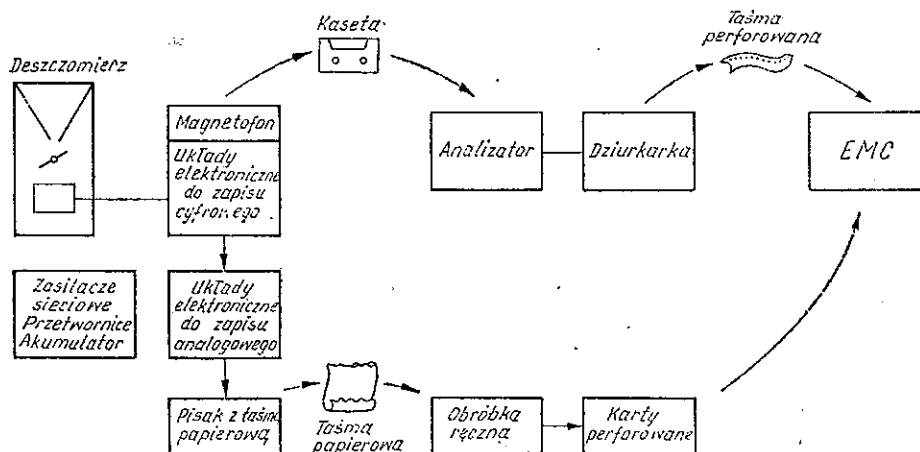 Kaseta
Taśma
perforowana
Deszczomierz
Magnetofon
Układy
elektroniczne
do zapisu
cyfrowego
Analizator
Dziurkarka
EMC
Zasilacze
sieciowe
Przetwornice
Akumulator
Układy
elektroniczne
do zapisu
analogowego
Pisak z taśmą
papierową
Taśma
papierowa
Obróbka
ręczna
Karty
perforowane